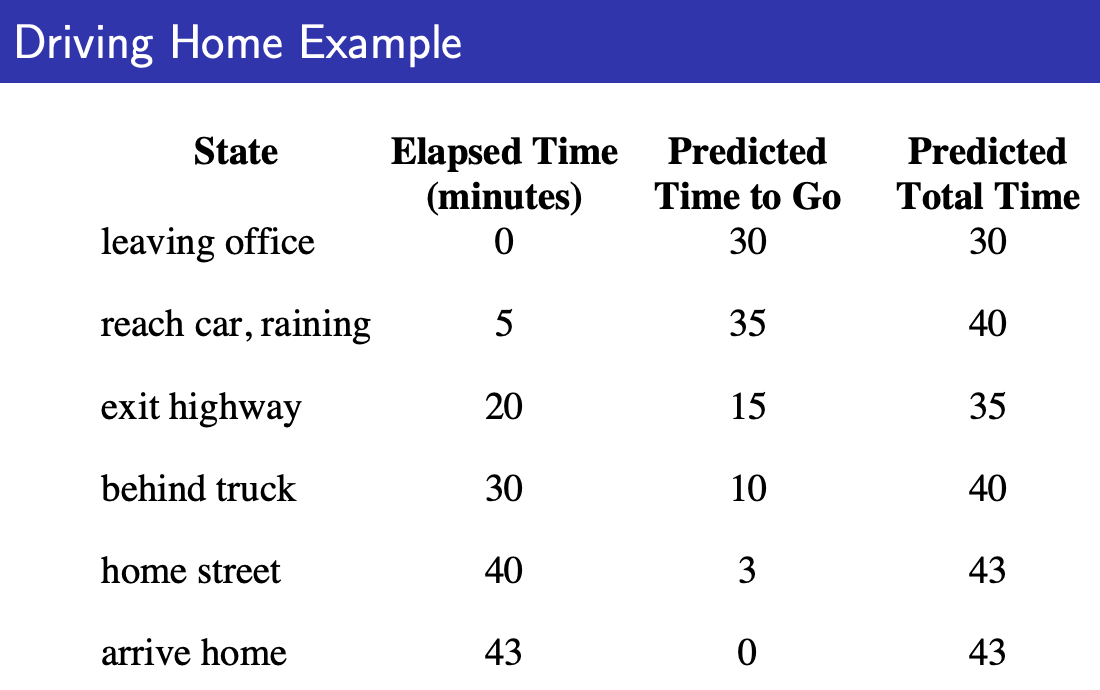 Driving Home Example
State Elapsed Time Predicted Predicted
(minutes) Time to Go Total Time
leaving office 0 30 30
reach car, raining 5 35 40
exit highway 20 15 35
behind truck 30 10 40
home street 40 3 43
arrive home 43 0 43